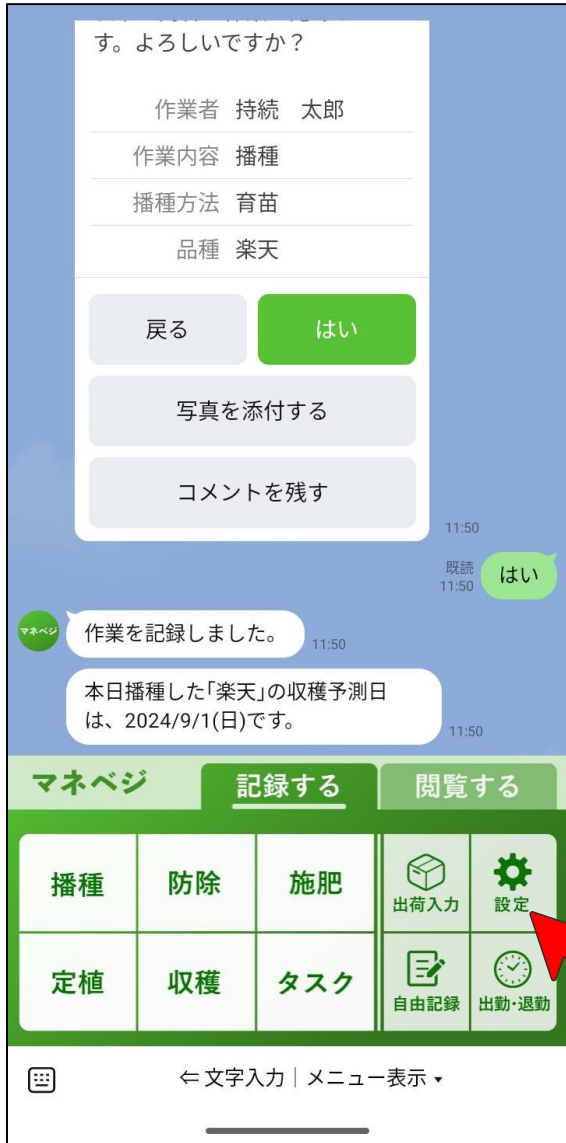 す。よろしいですか？
作業者 持続　太郎
作業内容 播種
播種方法 育苗
品種 楽天
戻る
はい
写真を添付する
コメントを残す
11:50
既読
11:50
はい
マネベジ
作業を記録しました。
11:50
本日播種した「楽天」の収穫予測日
は、2024/9/1(日)です。
11:50
マネベジ
記録する
閲覧する
播種
防除
施肥
出荷入力
設定
定植
収穫
タスク
自由記録
出勤・退勤
⇐文字入力｜メニュー表示▼